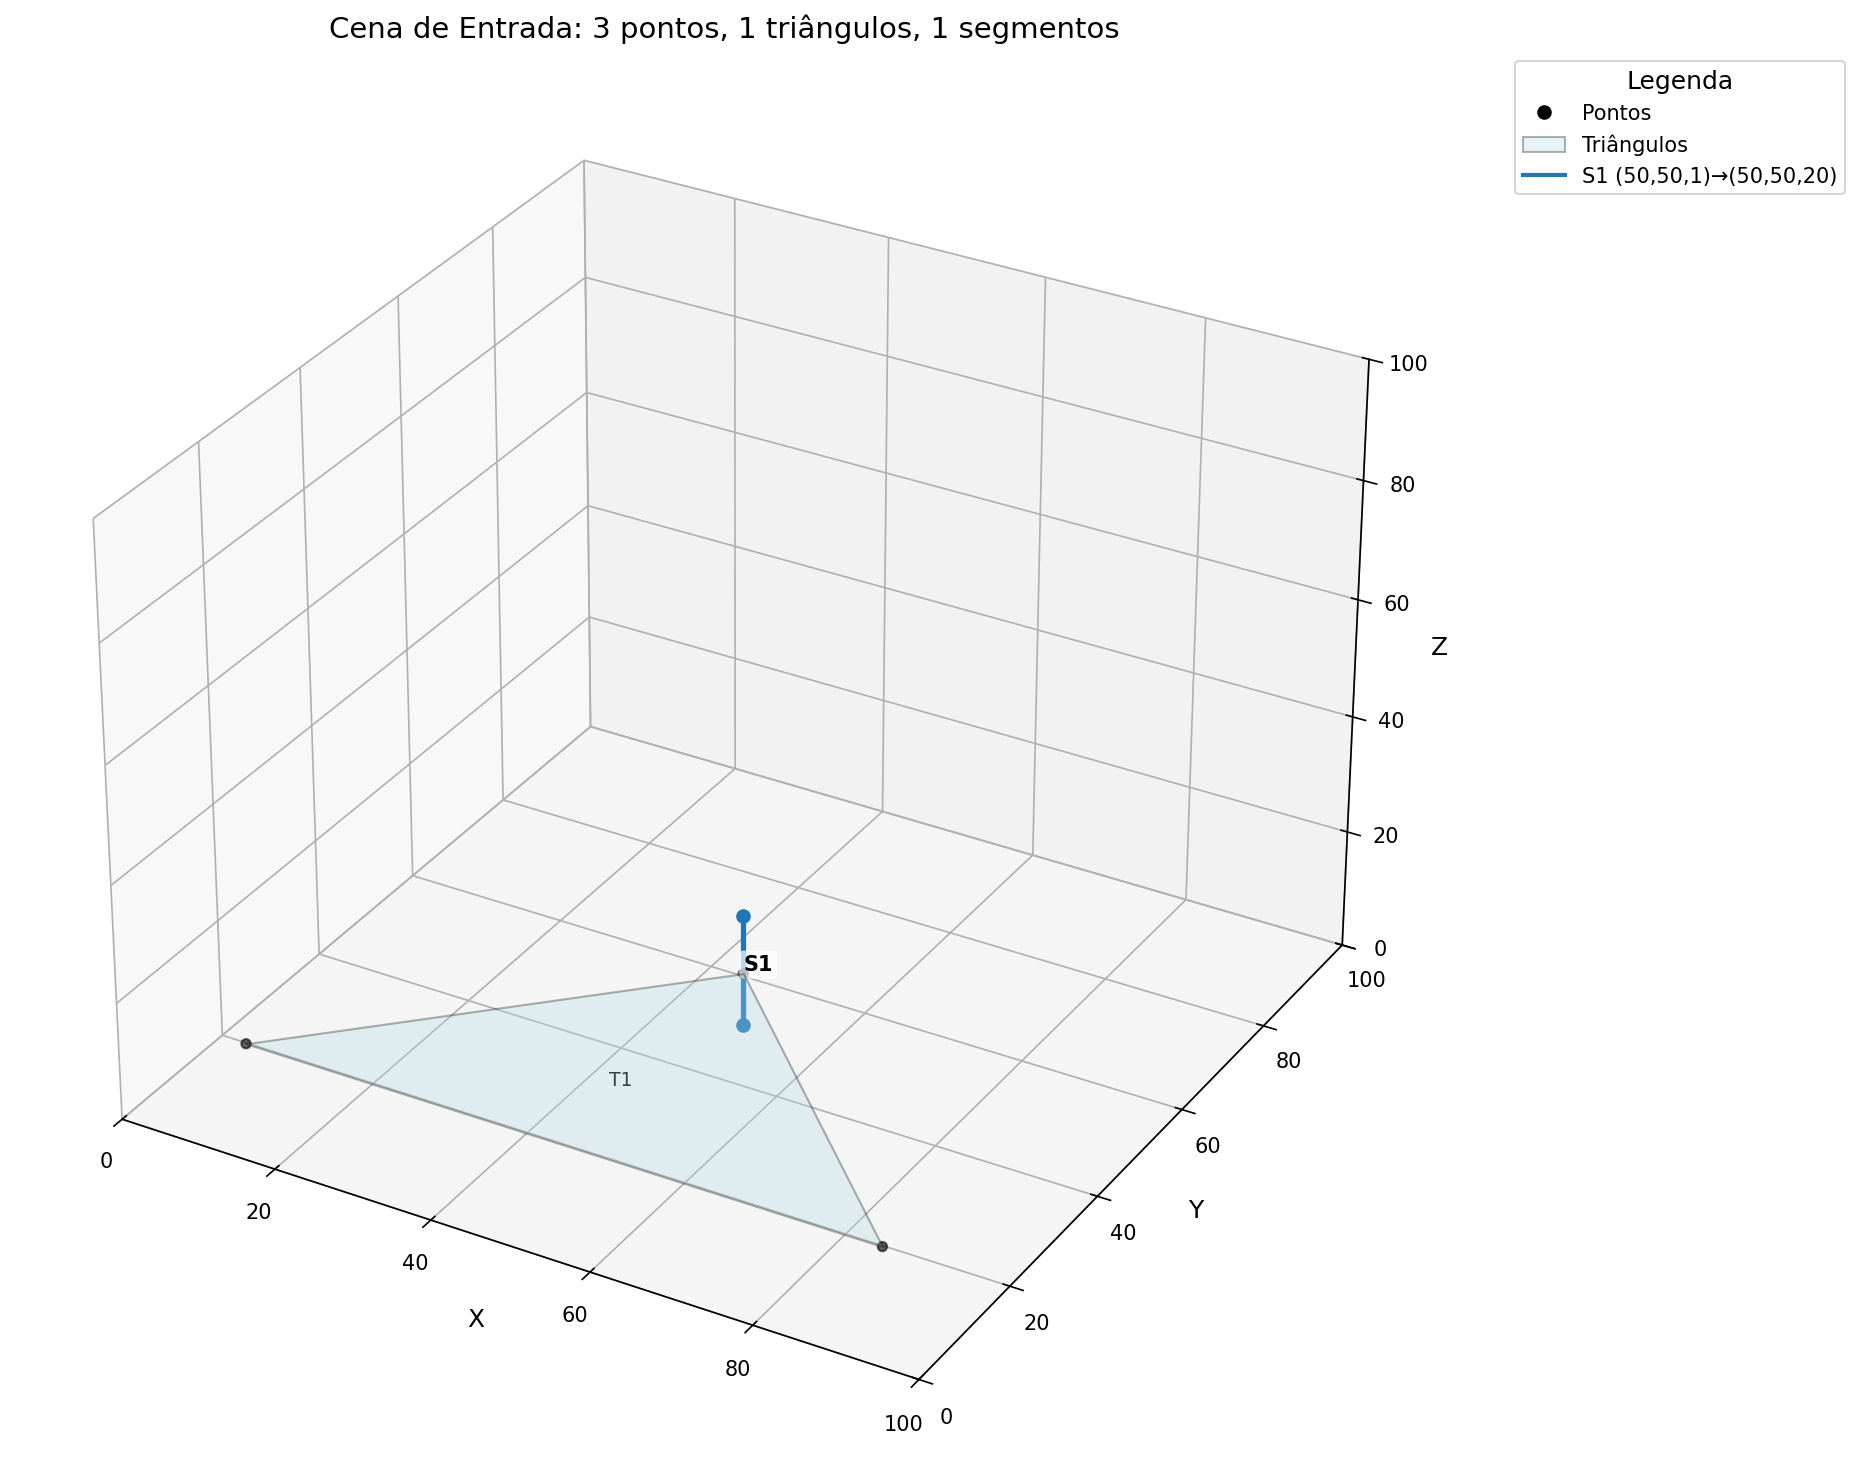 Cena de Entrada: 3 pontos, 1 triângulos, 1 segmentos
Legenda
Pontos
Triângulos
S1 (50,50,1)→(50,50,20)
100
80
60
Z
40
20
0
S1
100
80
T1
60
0
40
Y
20
20
40
X
60
80
100
0